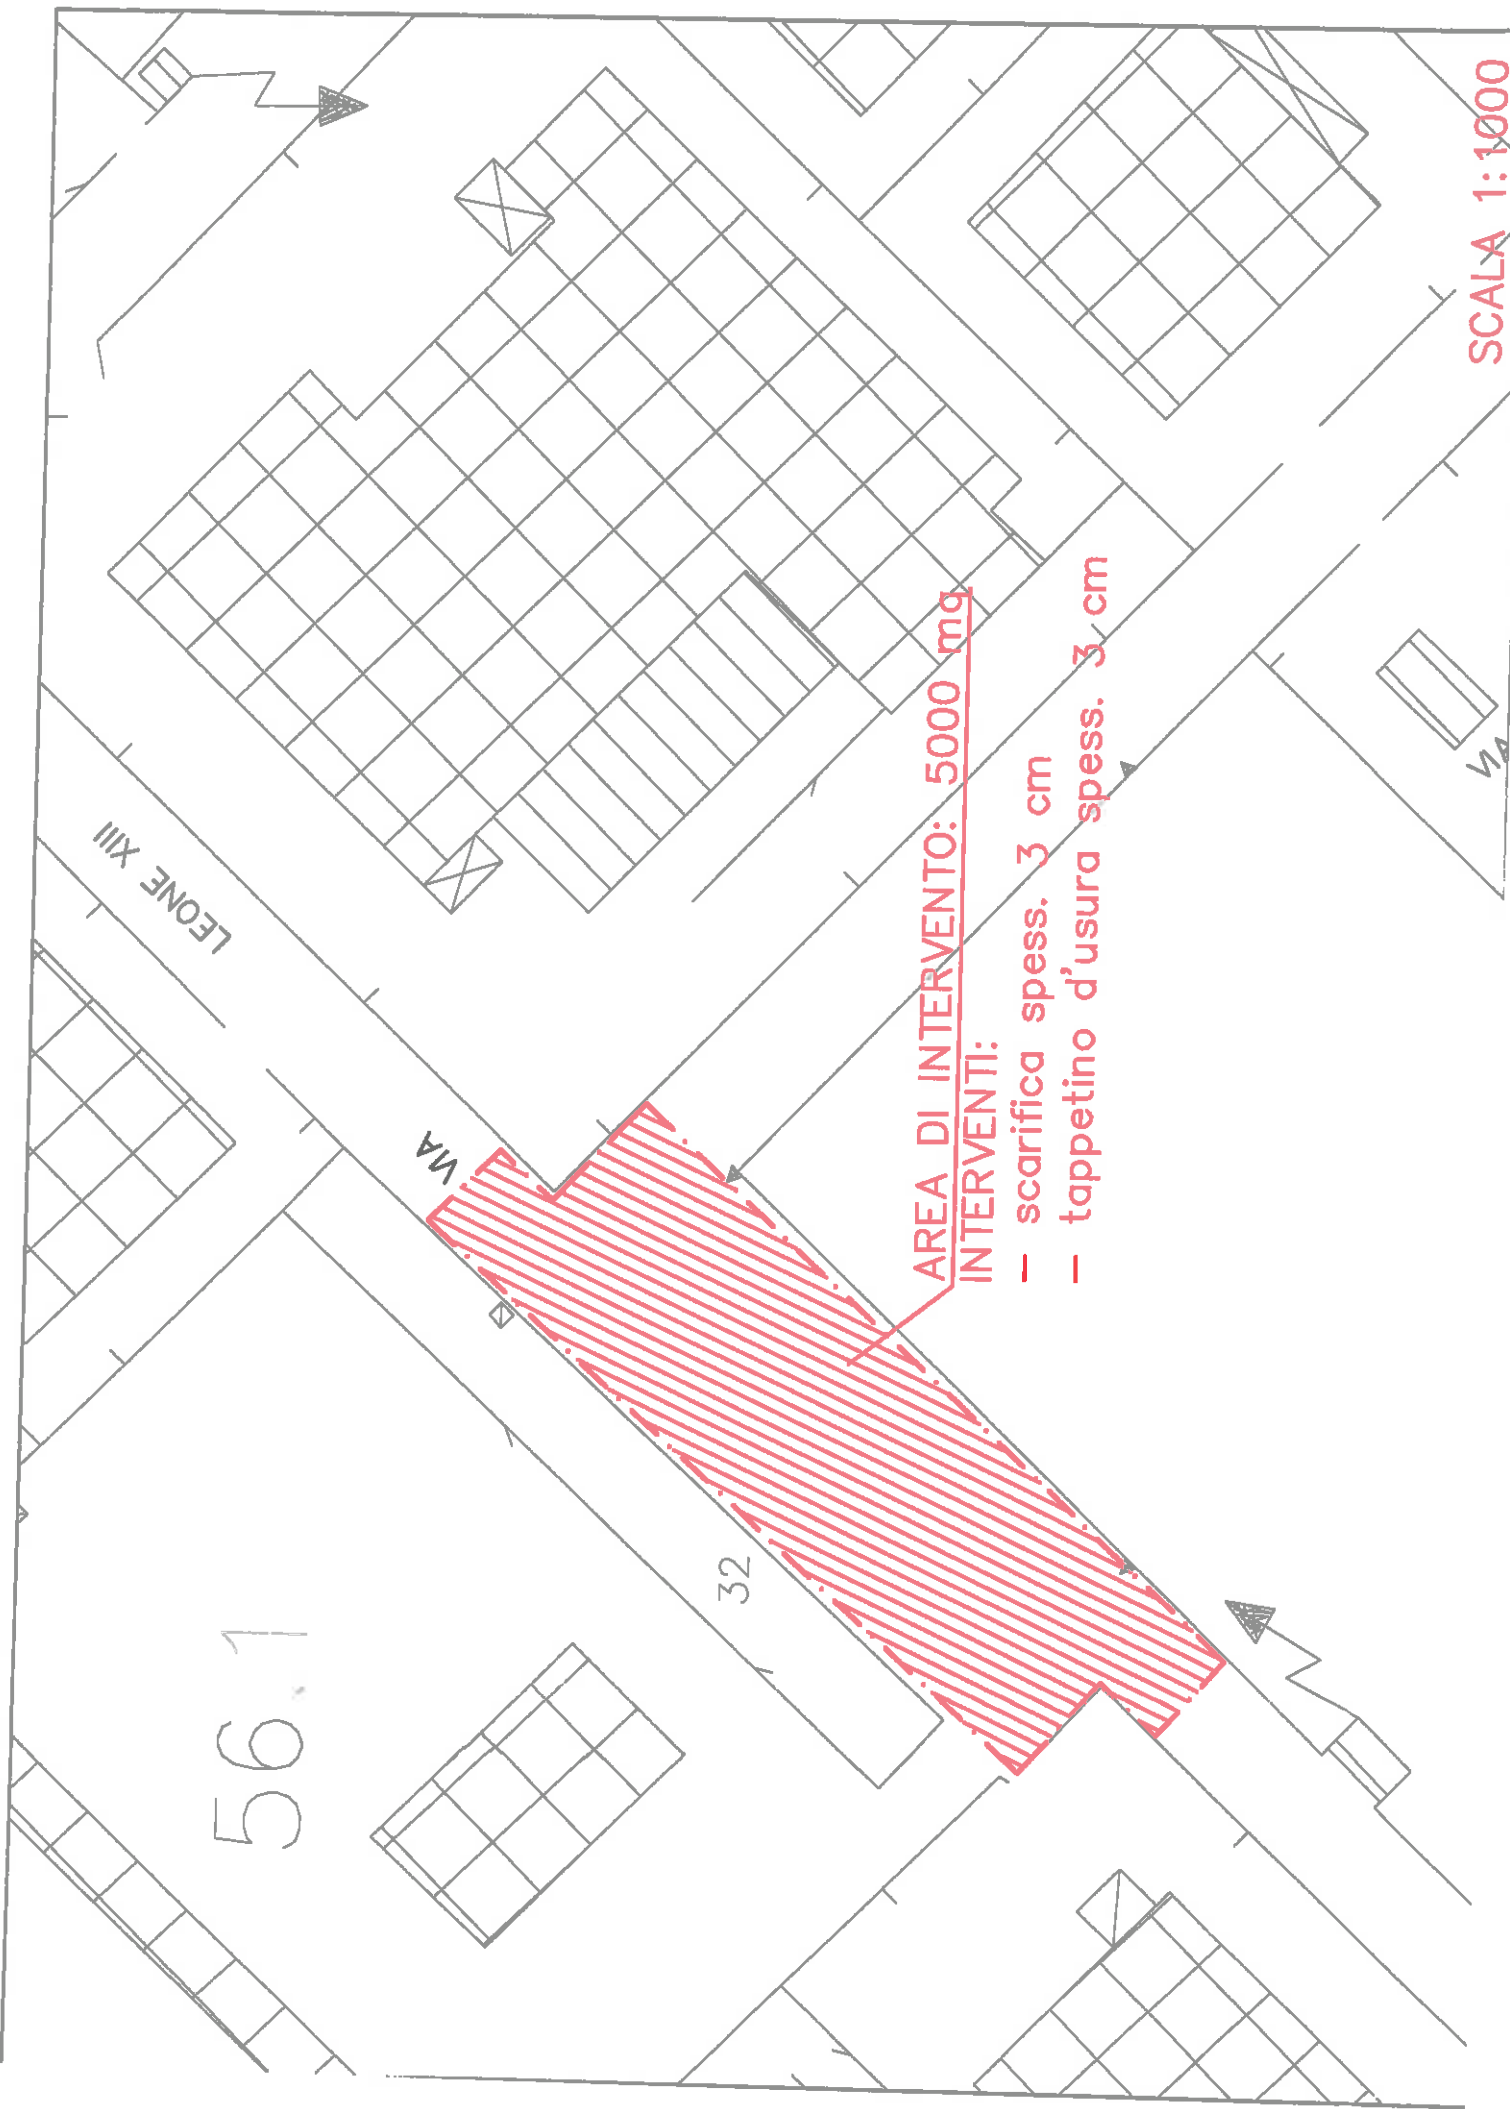 LEONE XIII
VIA
AREA DI INTERVENTO: 5000 mq
INTERVENTI:
- scarifica spess. 3 cm
- tappetino d'usura spess. 3 cm
SCALA 1:1000
32
56.1
VIA